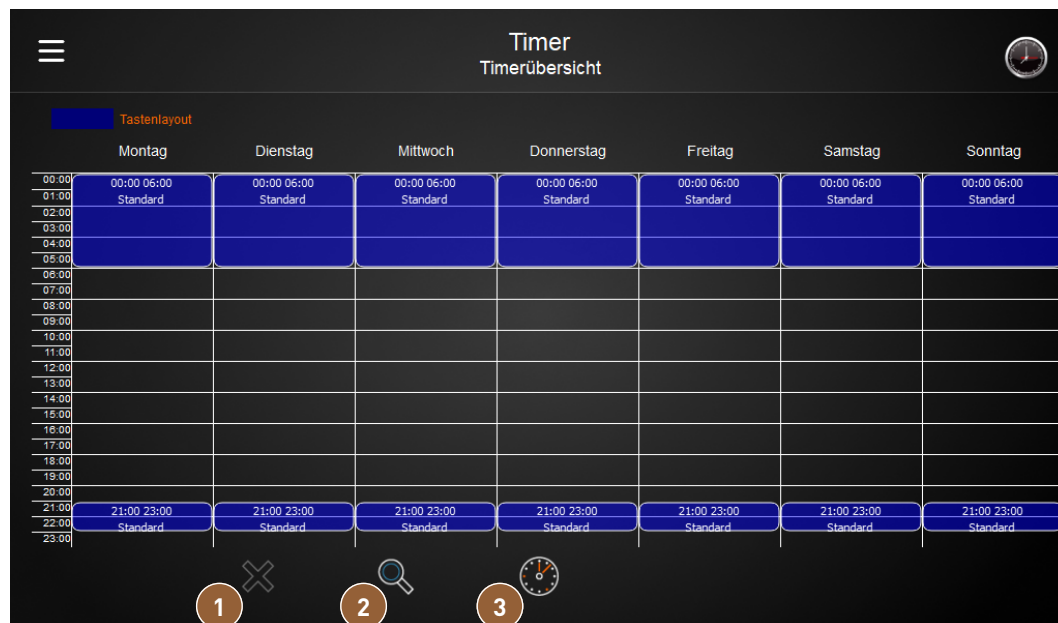 Timer
Timerübersicht
Tastenlayout
Montag Dienstag Mittwoch Donnerstag Freitag Samstag Sonntag
00:00 00:00 06:00 00:00 06:00 00:00 06:00 00:00 06:00 00:00 06:00 00:00 06:00 00:00 06:00
01:00 Standard Standard Standard Standard Standard Standard Standard
02:00
03:00
04:00
05:00
06:00
07:00
08:00
09:00
10:00
11:00
12:00
13:00
14:00
15:00
16:00
17:00
18:00
19:00
20:00
21:00 21:00 23:00 21:00 23:00 21:00 23:00 21:00 23:00 21:00 23:00 21:00 23:00 21:00 23:00
22:00 Standard Standard Standard Standard Standard Standard Standard
23:00
1 2 3